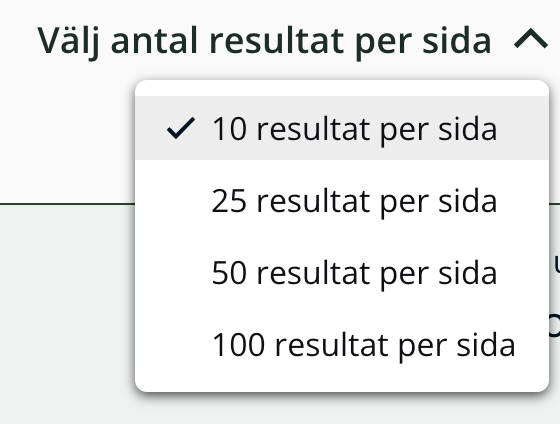 Välj antal resultat per sida
10 resultat per sida
25 resultat per sida
50 resultat per sida
100 resultat per sida